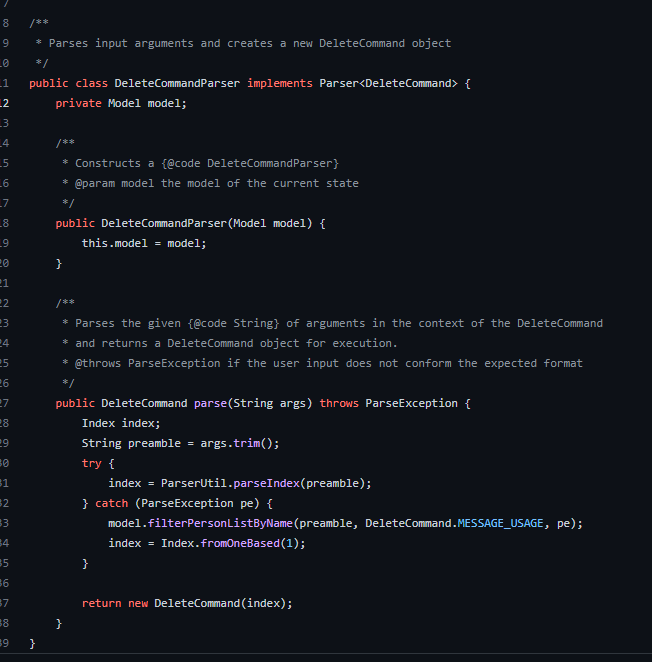 7
8 /**
9  * Parses input arguments and creates a new DeleteCommand object
10  */
11 public class DeleteCommandParser implements Parser<DeleteCommand> {
12     private Model model;
13
14     /**
15      * Constructs a {@code DeleteCommandParser}
16      * @param model the model of the current state
17      */
18     public DeleteCommandParser(Model model) {
19         this.model = model;
20     }
21
22     /**
23      * Parses the given {@code String} of arguments in the context of the DeleteCommand
24      * and returns a DeleteCommand object for execution.
25      * @throws ParseException if the user input does not conform the expected format
26      */
27     public DeleteCommand parse(String args) throws ParseException {
28         Index index;
29         String preamble = args.trim();
30         try {
31             index = ParserUtil.parseIndex(preamble);
32         } catch (ParseException pe) {
33             model.filterPersonListByName(preamble, DeleteCommand.MESSAGE_USAGE, pe);
34             index = Index.fromOneBased(1);
35         }
36
37         return new DeleteCommand(index);
38     }
39 }